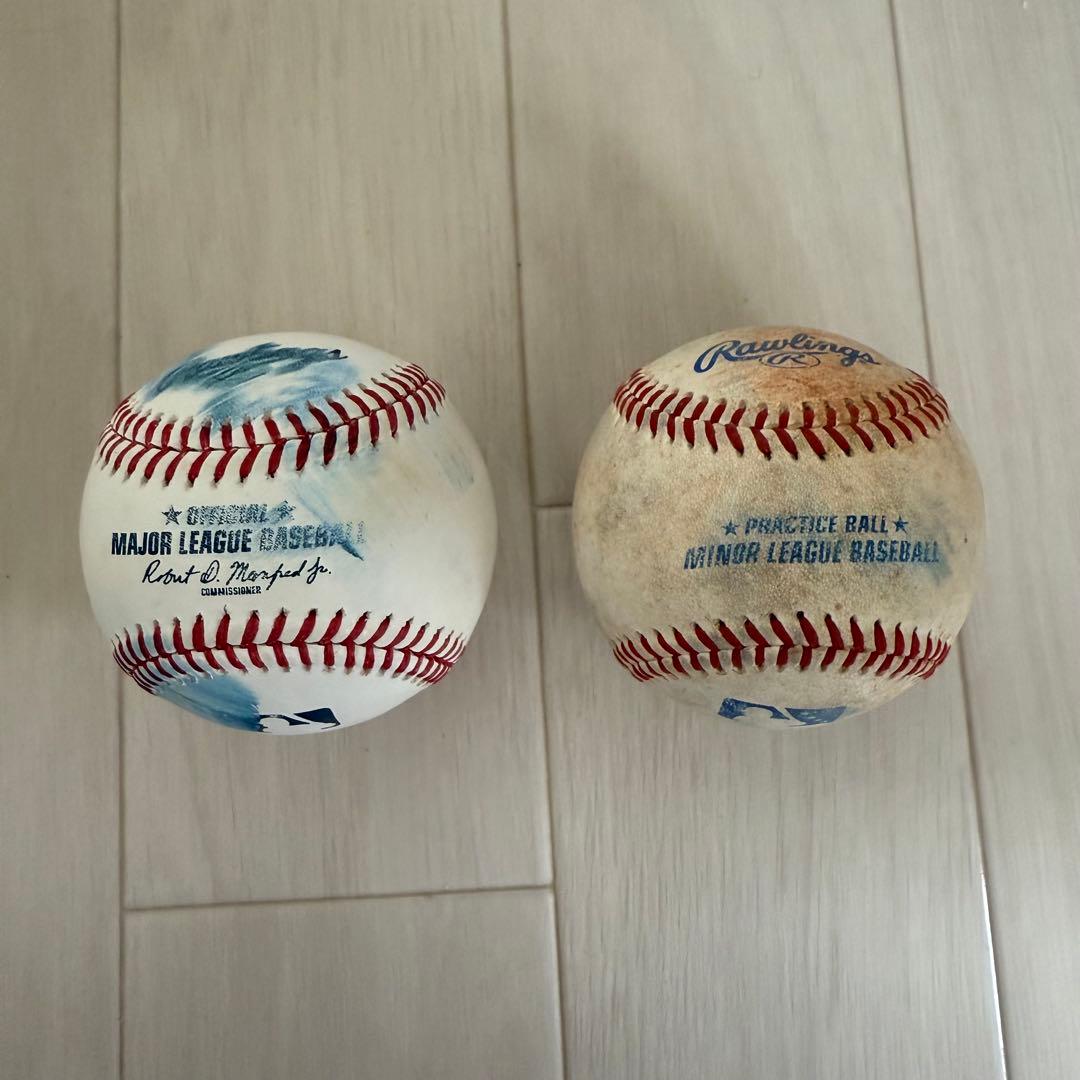 ★ OFFICIAL ★
MAJOR LEAGUE BASEBALL
Robert D. Manfred Jr.
COMMISSIONER
Rawlings
R
★ PRACTICE BALL ★
MINOR LEAGUE BASEBALL